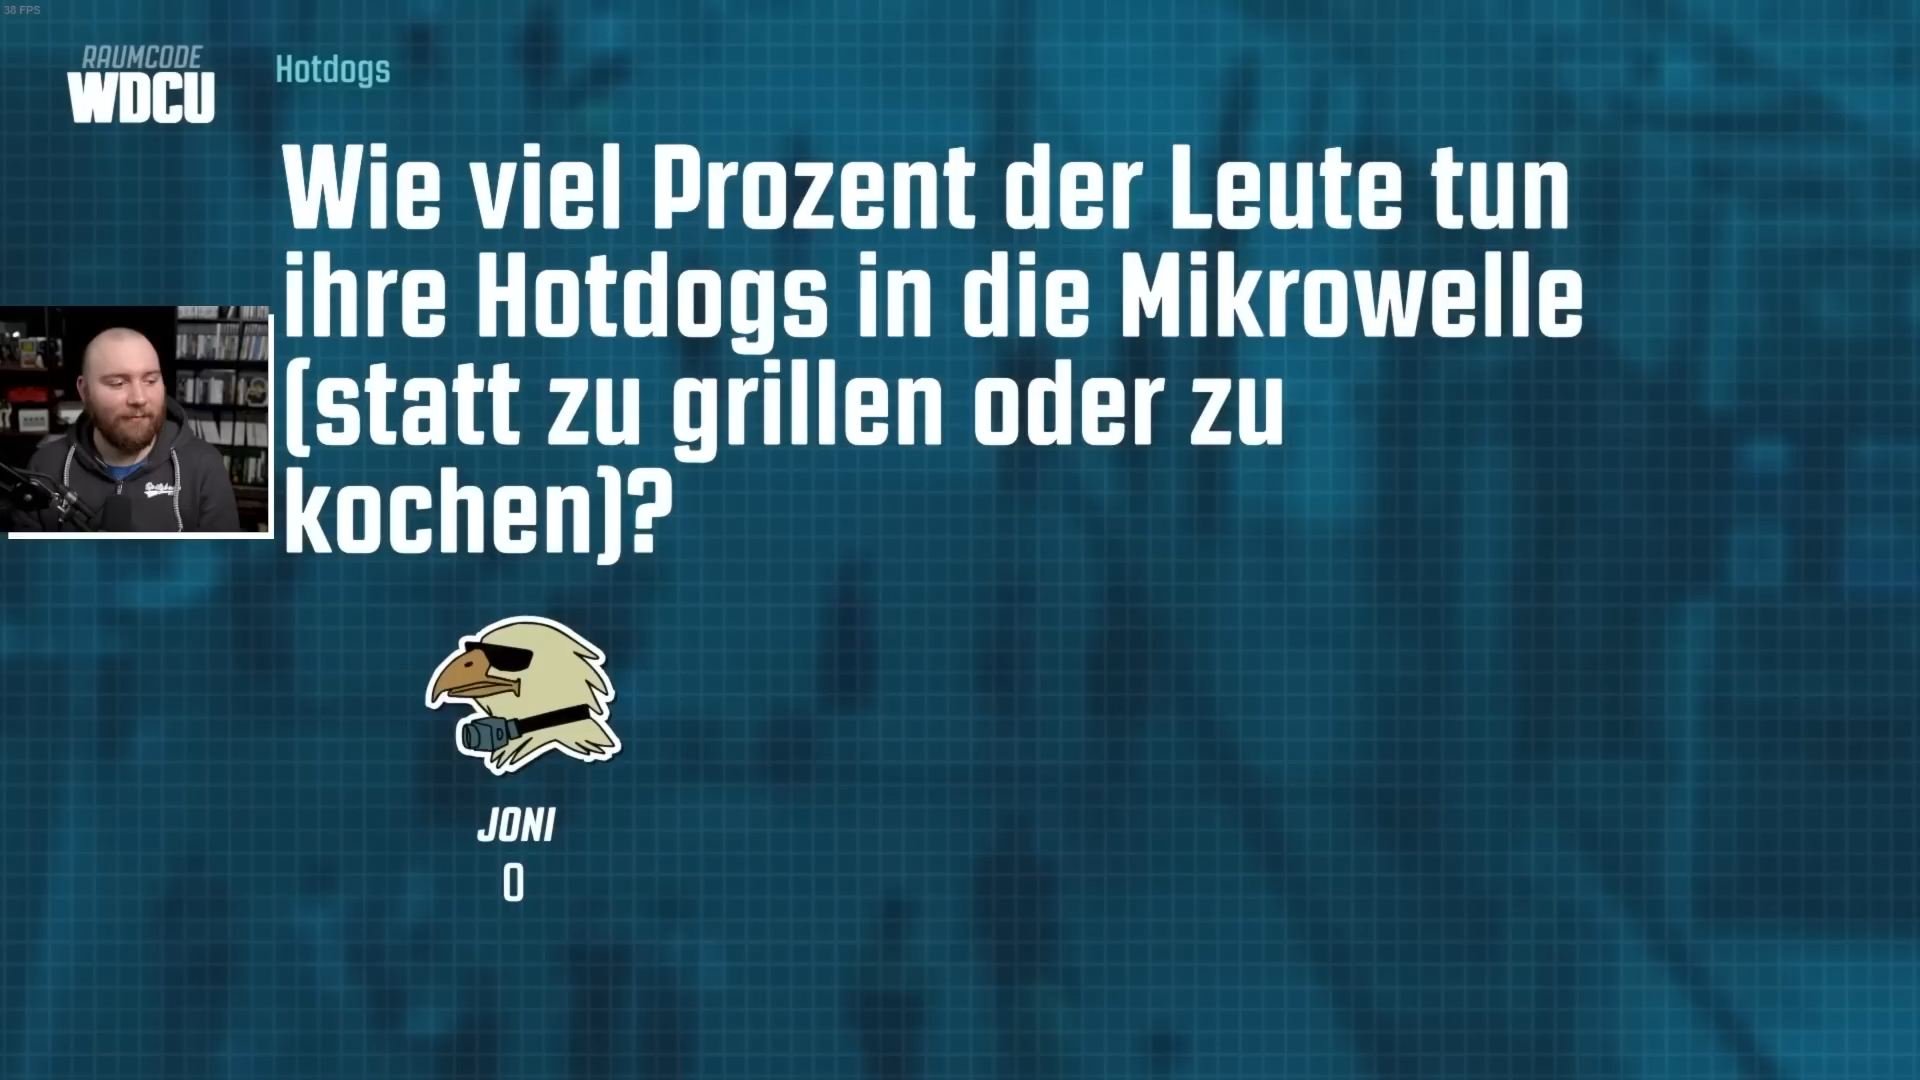 38 FPS
RAUMCODE
WDCU
Hotdogs
Wie viel Prozent der Leute tun
ihre Hotdogs in die Mikrowelle
(statt zu grillen oder zu
kochen)?
JONI
0